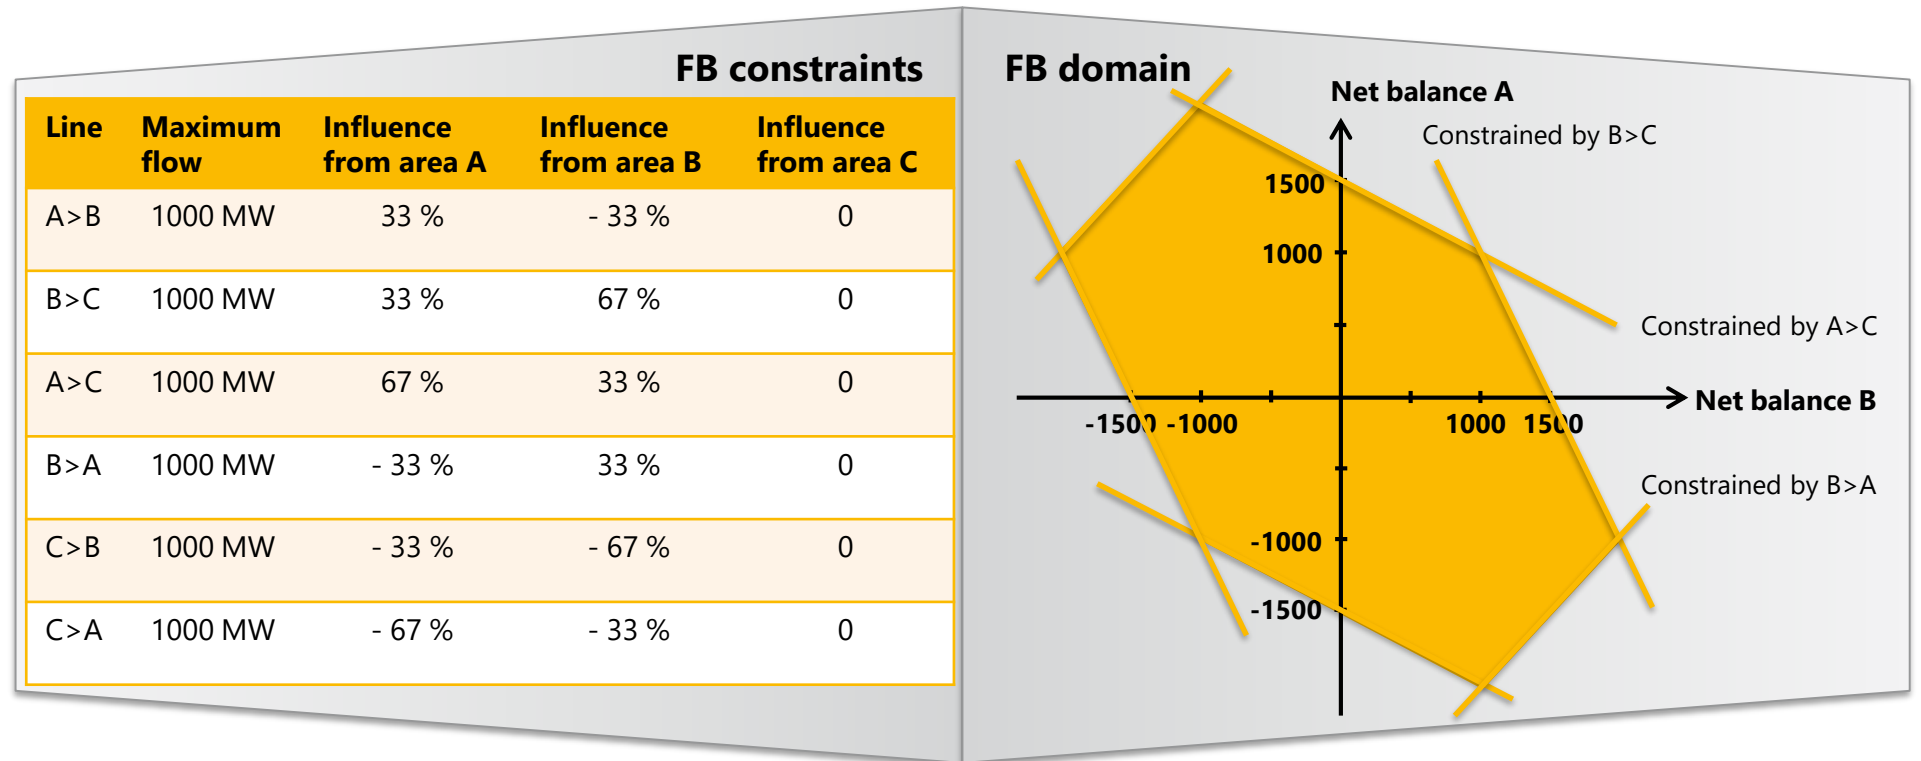 FB constraints
Line Maximum flow Influence from area A Influence from area B Influence from area C
A>B 1000 MW 33 % - 33 % 0
B>C 1000 MW 33 % 67 % 0
A>C 1000 MW 67 % 33 % 0
B>A 1000 MW - 33 % 33 % 0
C>B 1000 MW - 33 % - 67 % 0
C>A 1000 MW - 67 % - 33 % 0
FB domain
Net balance A
Constrained by B>C
1500
1000
Constrained by A>C
Net balance B
-1500 -1000 1000 1500
Constrained by B>A
-1000
-1500